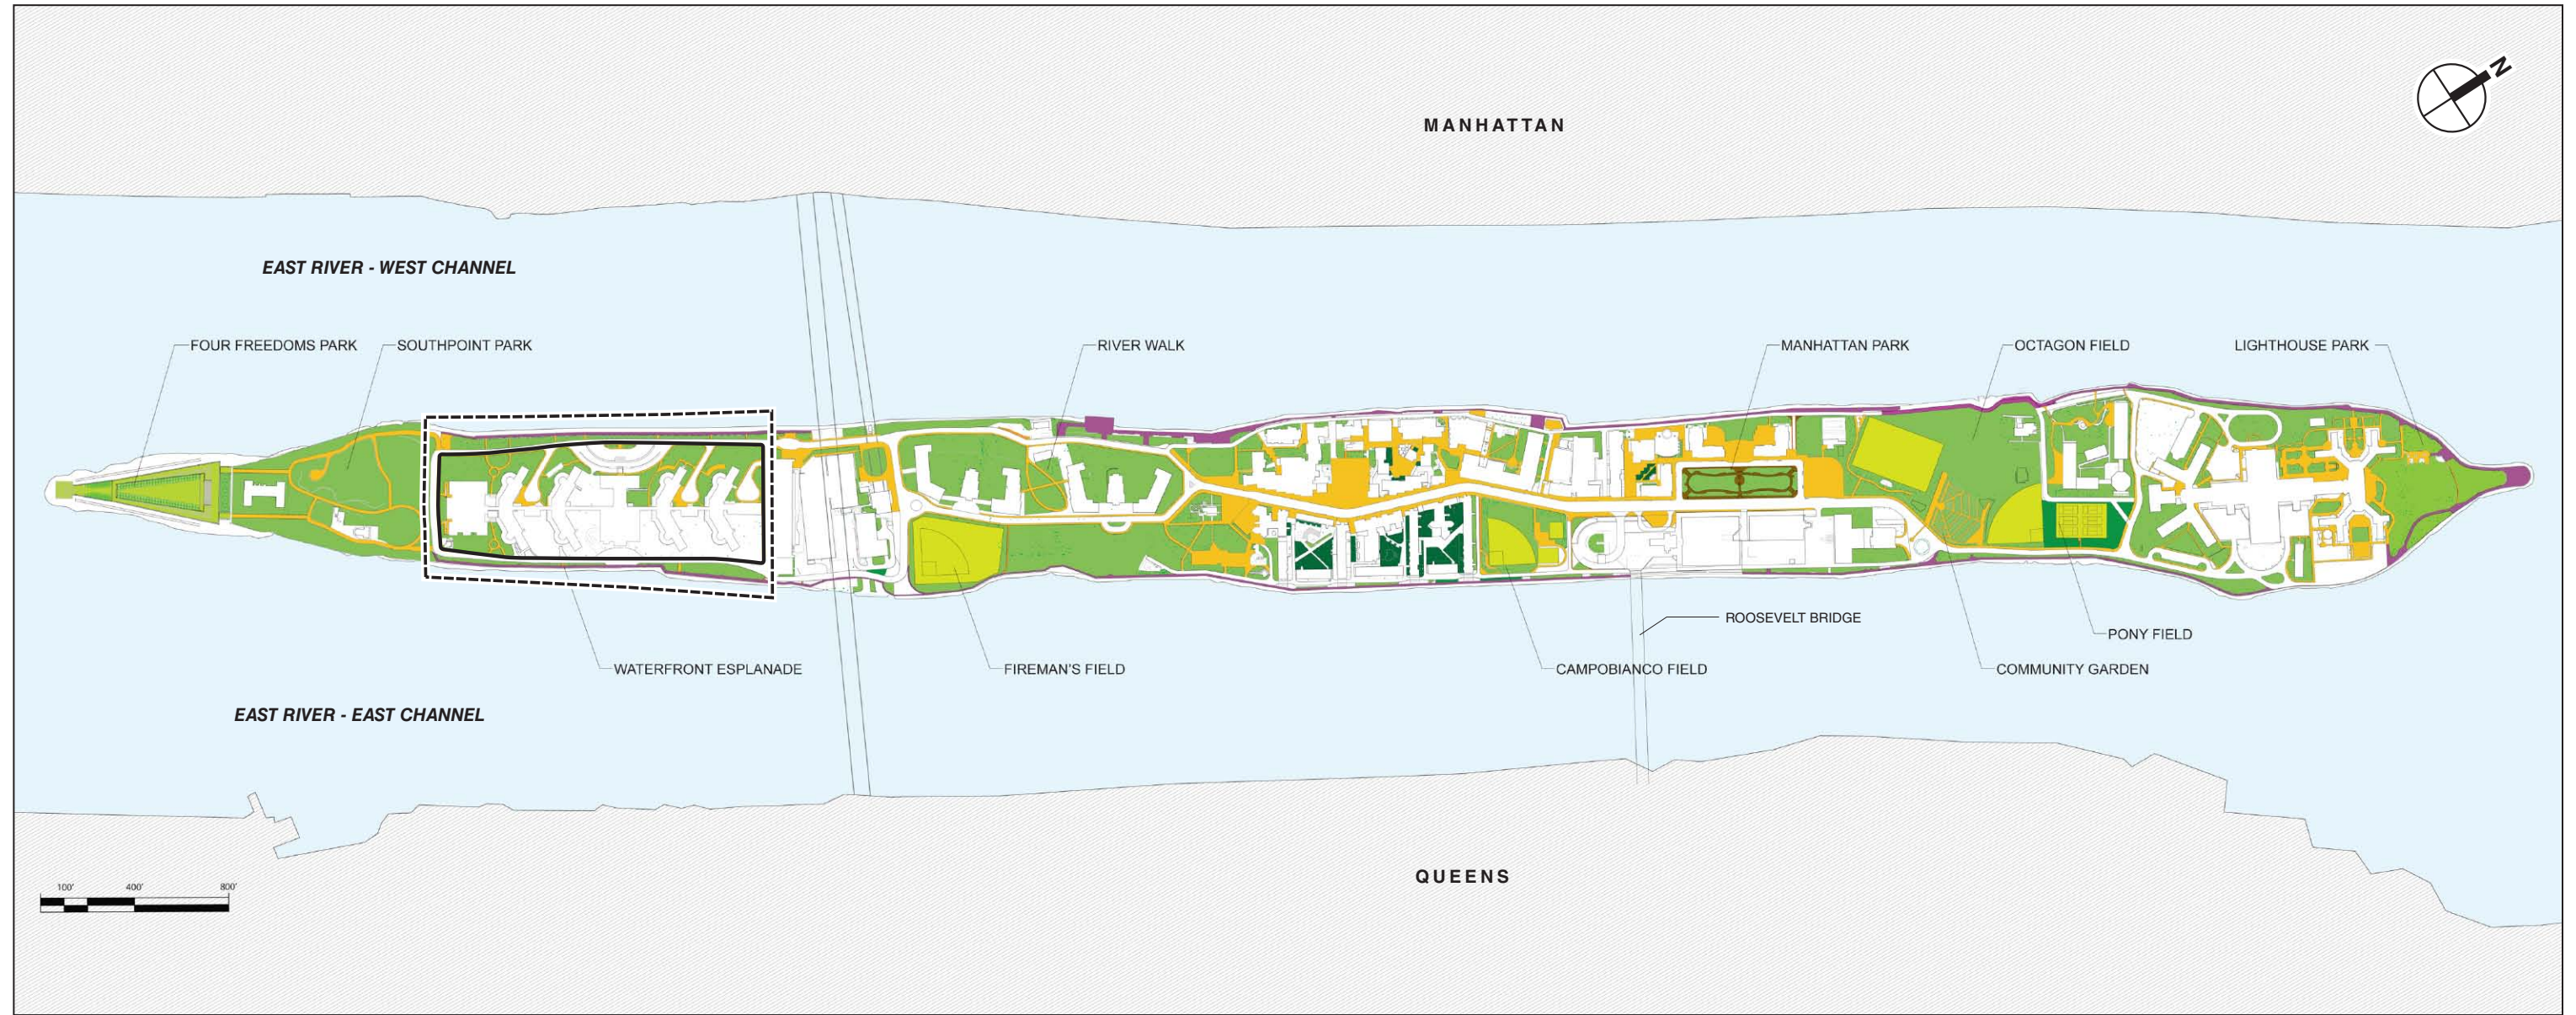 N
MANHATTAN
EAST RIVER - WEST CHANNEL
FOUR FREEDOMS PARK
SOUTHPOINT PARK
RIVER WALK
MANHATTAN PARK
OCTAGON FIELD
LIGHTHOUSE PARK
ROOSEVELT BRIDGE
PONY FIELD
WATERFRONT ESPLANADE
FIREMAN'S FIELD
CAMPOBIANCO FIELD
COMMUNITY GARDEN
EAST RIVER - EAST CHANNEL
QUEENS
100' 400' 800'